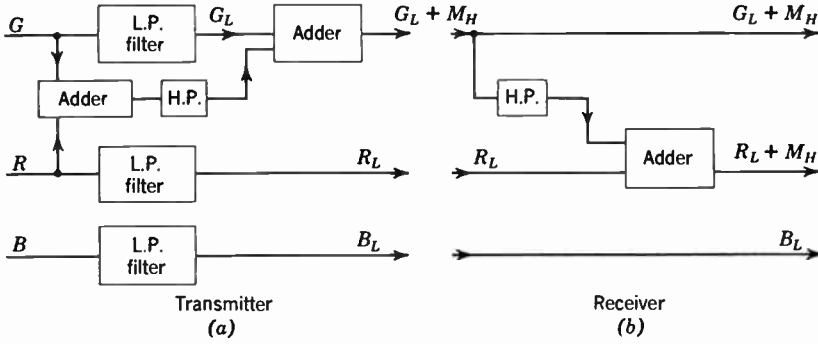 G
L.P.
filter
G_L
Adder
G_L + M_H
G_L + M_H
Adder
H.P.
H.P.
R
L.P.
filter
R_L
R_L
Adder
R_L + M_H
B
L.P.
filter
B_L
B_L
Transmitter
(a)
Receiver
(b)